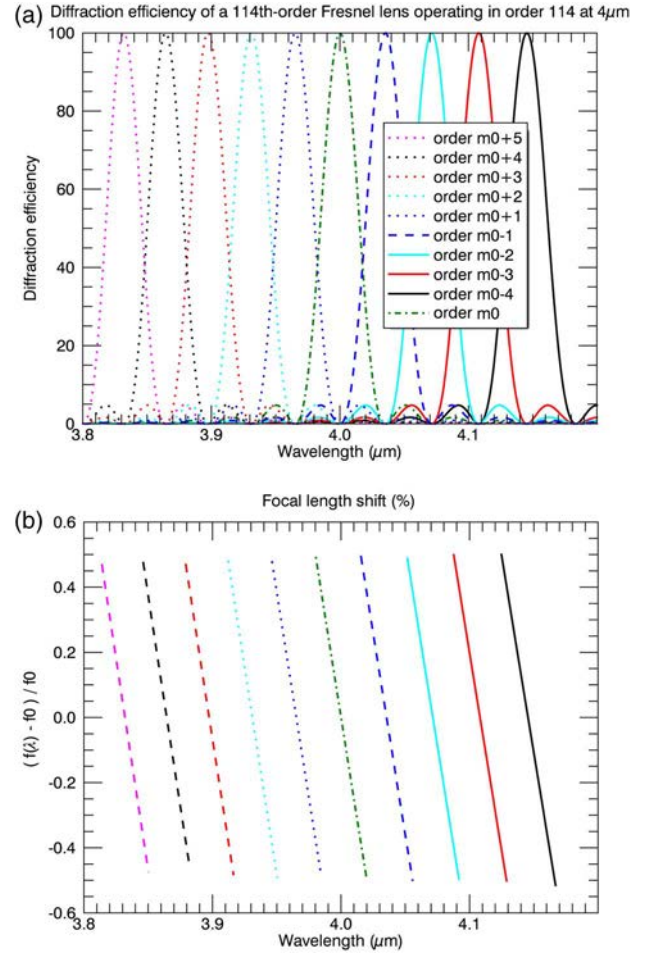 (a) Diffraction efficiency of a 114th-order Fresnel lens operating in order 114 at 4μm
100
80
60
40
20
0
Diffraction efficiency
order m0+5
order m0+4
order m0+3
order m0+2
order m0+1
order m0-1
order m0-2
order m0-3
order m0-4
order m0
3.8 3.9 4.0 4.1
Wavelength (μm)
(b) Focal length shift (%)
0.6
0.4
0.2
0.0
-0.2
-0.4
-0.6
( f(λ) - f0 ) / f0
3.8 3.9 4.0 4.1
Wavelength (μm)